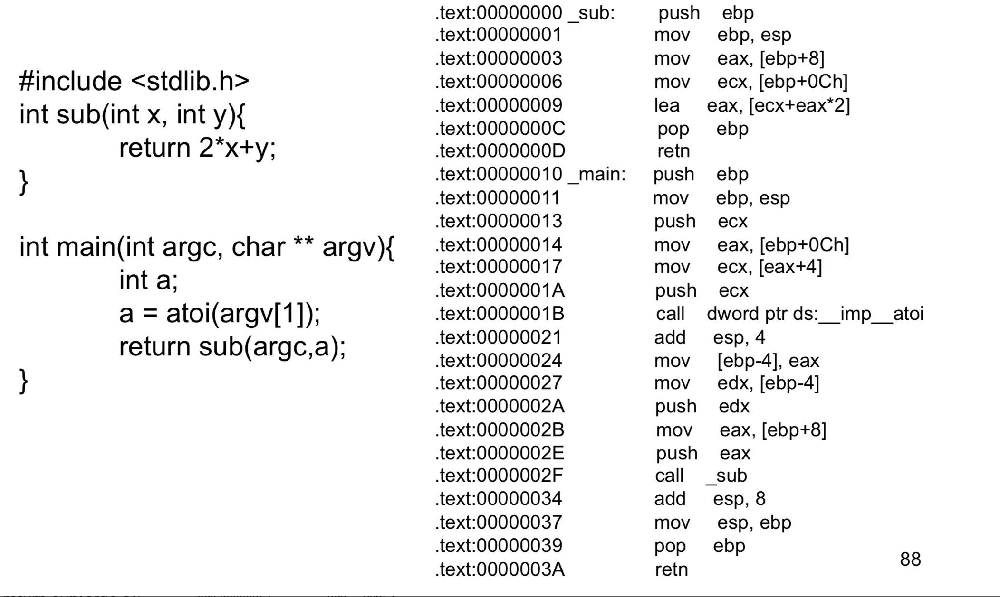 #include <stdlib.h>
int sub(int x, int y){
return 2*x+y;
}
int main(int argc, char ** argv){
int a;
a = atoi(argv[1]);
return sub(argc,a);
}
.text:00000000 _sub: push ebp
.text:00000001 mov ebp, esp
.text:00000003 mov eax, [ebp+8]
.text:00000006 mov ecx, [ebp+0Ch]
.text:00000009 lea eax, [ecx+eax*2]
.text:0000000C pop ebp
.text:0000000D retn
.text:00000010 _main: push ebp
.text:00000011 mov ebp, esp
.text:00000013 push ecx
.text:00000014 mov eax, [ebp+0Ch]
.text:00000017 mov ecx, [eax+4]
.text:0000001A push ecx
.text:0000001B call dword ptr ds:__imp__atoi
.text:00000021 add esp, 4
.text:00000024 mov [ebp-4], eax
.text:00000027 mov edx, [ebp-4]
.text:0000002A push edx
.text:0000002B mov eax, [ebp+8]
.text:0000002E push eax
.text:0000002F call _sub
.text:00000034 add esp, 8
.text:00000037 mov esp, ebp
.text:00000039 pop ebp
.text:0000003A retn
88